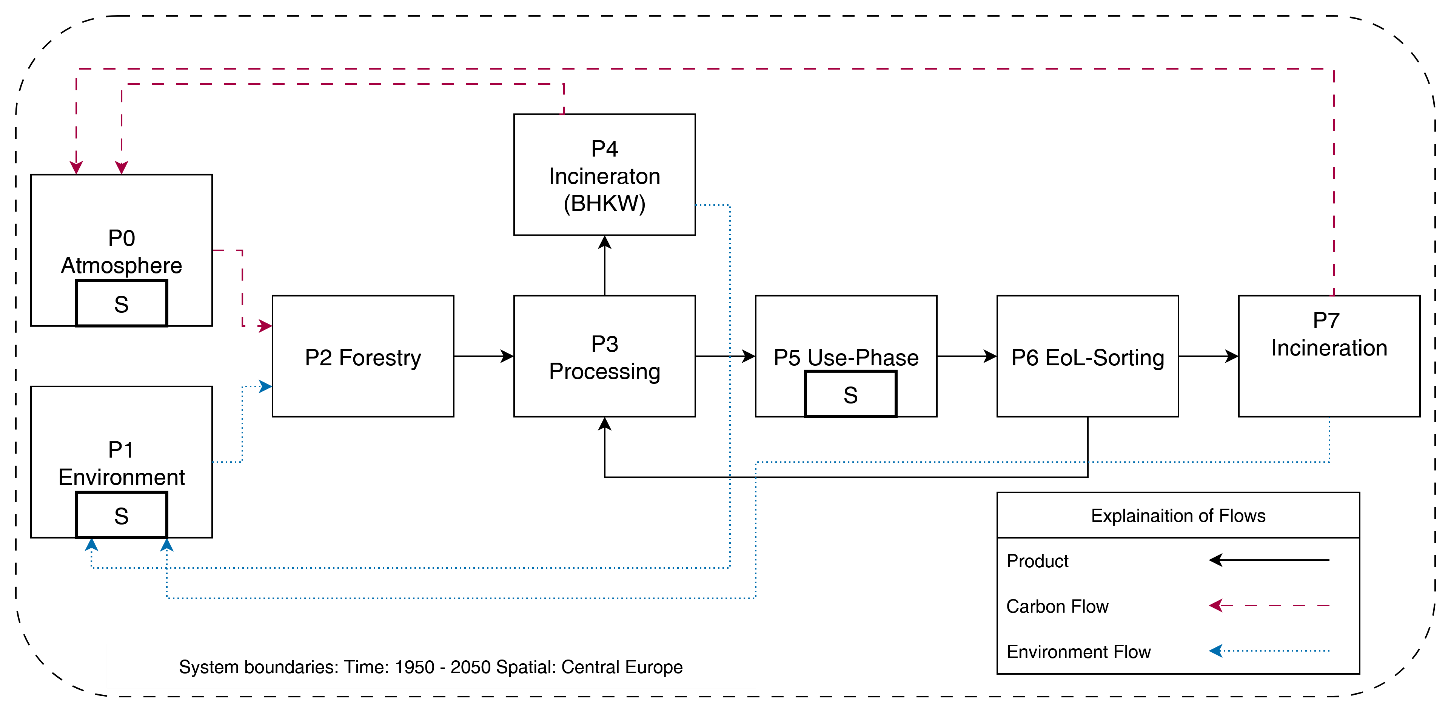 P4
Incineraton
(BHKW)
P0
Atmosphere
S
P2 Forestry
P3
Processing
P5 Use-Phase
S
P6 EoL-Sorting
P7
Incineration
P1
Environment
S
Explainaition of Flows
Product
Carbon Flow
Environment Flow
System boundaries: Time: 1950 - 2050 Spatial: Central Europe